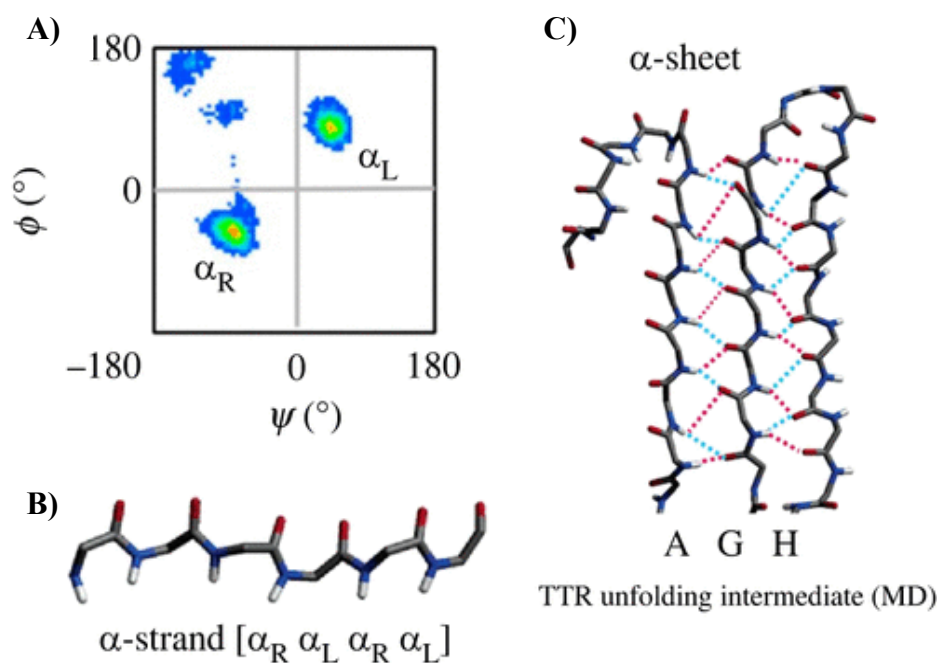 A)
180
0
ϕ (°)
α_L
α_R
–180
0
180
ψ (°)
B)
α-strand [α_R α_L α_R α_L]
C)
α-sheet
A G H
TTR unfolding intermediate (MD)